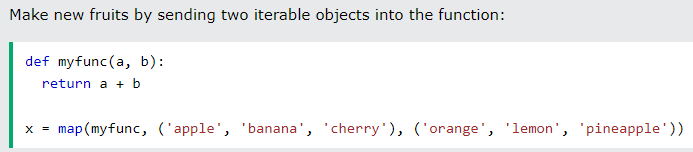 Make new fruits by sending two iterable objects into the function:
def myfunc(a, b):
  return a + b
x = map(myfunc, ('apple', 'banana', 'cherry'), ('orange', 'lemon', 'pineapple'))